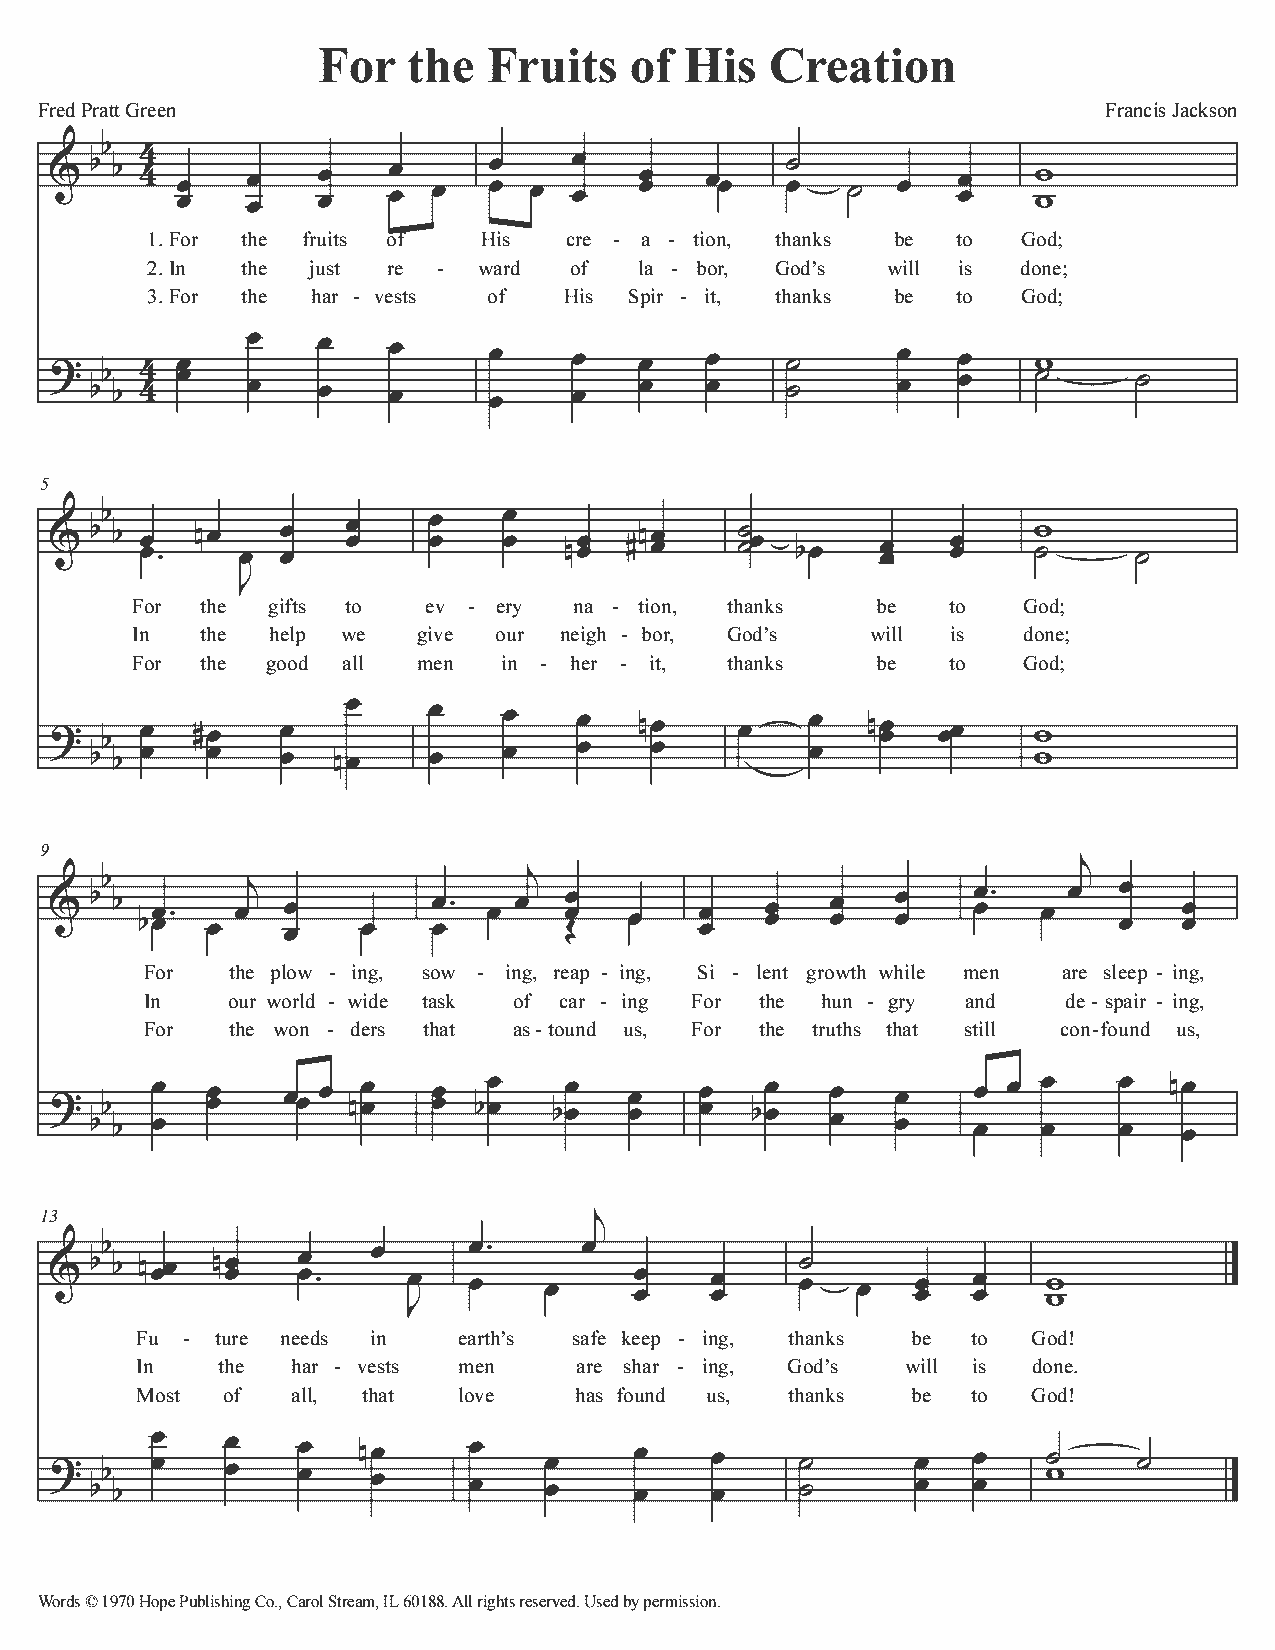 For the Fruits of His Creation
Fred Pratt Green
Francis Jackson
1. For the fruits of His cre - a - tion, thanks be to God;
2. In the just re - ward of la - bor, God's will is done;
3. For the har - vests of His Spir - it, thanks be to God;
5
For the gifts to ev - ery na - tion, thanks be to God;
In the help we give our neigh - bor, God's will is done;
For the good all men in - her - it, thanks be to God;
9
For the plow - ing, sow - ing, reap - ing, Si - lent growth while men are sleep - ing,
In our world - wide task of car - ing For the hun - gry and de - spair - ing,
For the won - ders that as - tound us, For the truths that still con - found us,
13
Fu - ture needs in earth's safe keep - ing, thanks be to God!
In the har - vests men are shar - ing, God's will is done.
Most of all, that love has found us, thanks be to God!
Words © 1970 Hope Publishing Co., Carol Stream, IL 60188. All rights reserved. Used by permission.